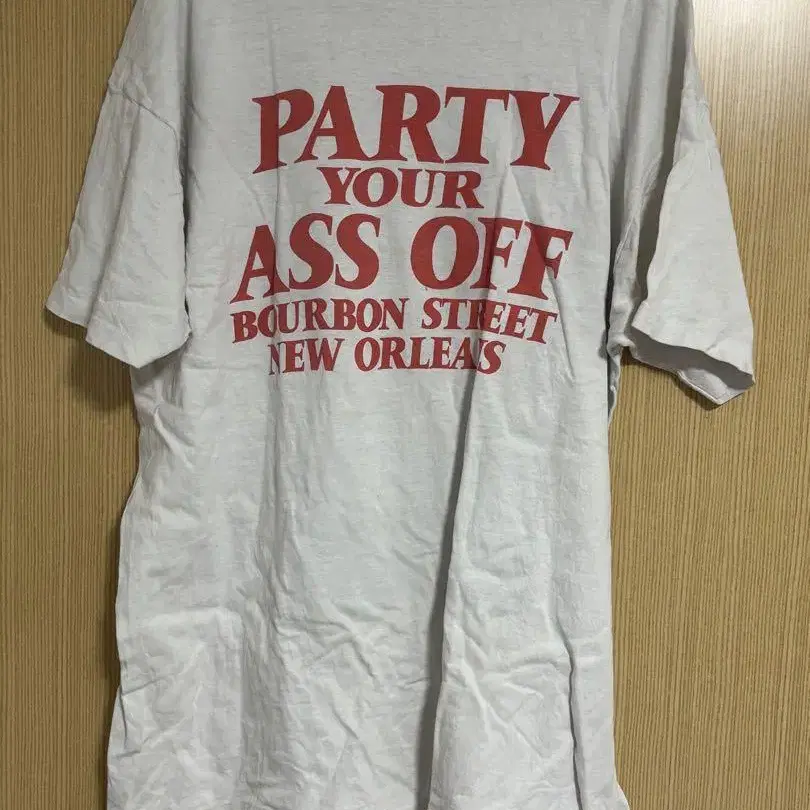 PARTY
YOUR
ASS OFF
BOURBON STREET
NEW ORLEANS